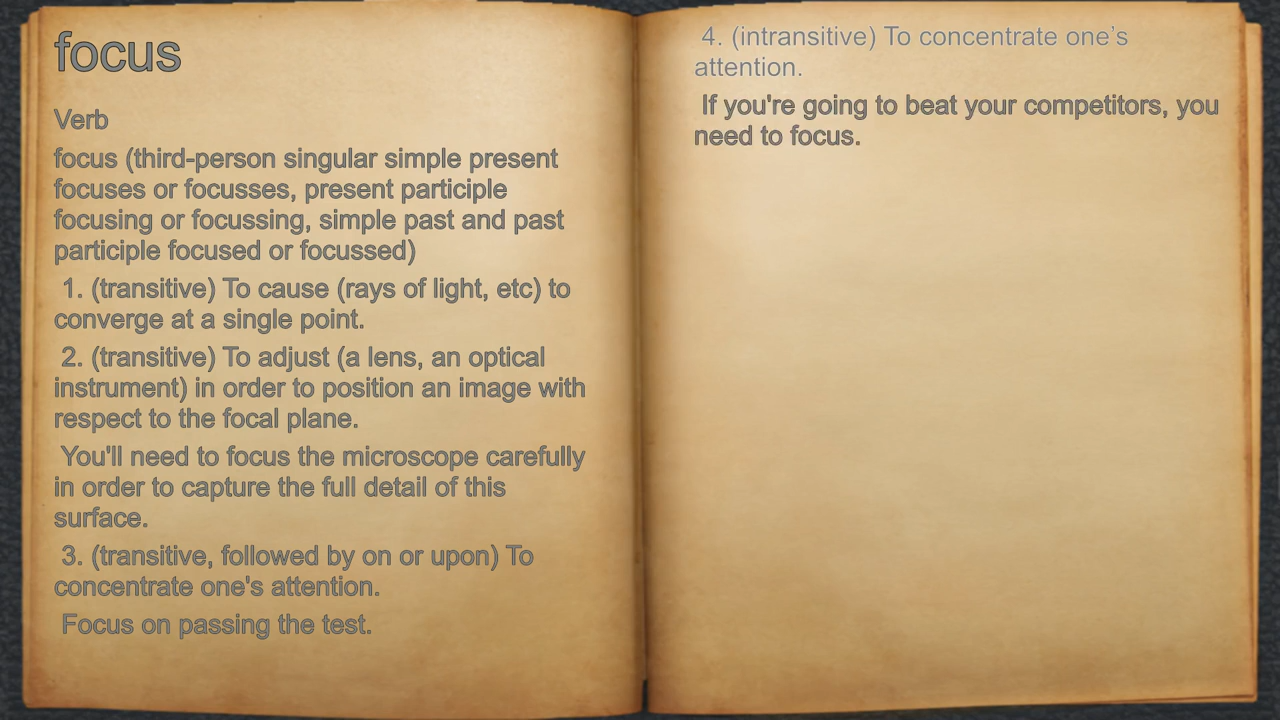 focus
Verb
focus (third-person singular simple present
focuses or focusses, present participle
focusing or focussing, simple past and past
participle focused or focussed)
1. (transitive) To cause (rays of light, etc) to
converge at a single point.
2. (transitive) To adjust (a lens, an optical
instrument) in order to position an image with
respect to the focal plane.
You'll need to focus the microscope carefully
in order to capture the full detail of this
surface.
3. (transitive, followed by on or upon) To
concentrate one's attention.
Focus on passing the test.
4. (intransitive) To concentrate one’s
attention.
If you're going to beat your competitors, you
need to focus.